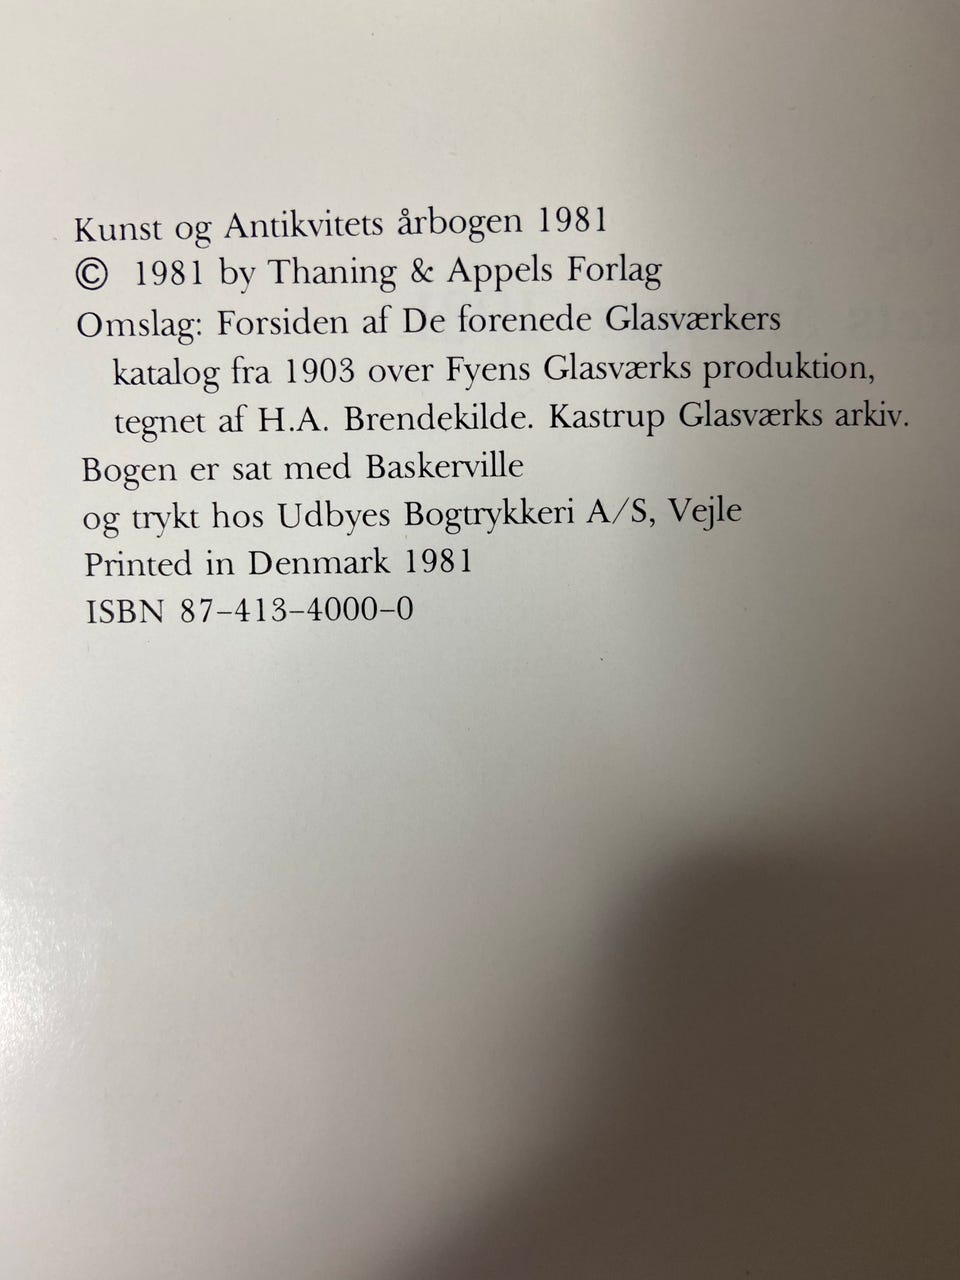 Kunst og Antikvitets årbogen 1981
© 1981 by Thaning & Appels Forlag
Omslag: Forsiden af De forenede Glasværkers
katalog fra 1903 over Fyens Glasværks produktion,
tegnet af H.A. Brendekilde. Kastrup Glasværks arkiv.
Bogen er sat med Baskerville
og trykt hos Udbyes Bogtrykkeri A/S, Vejle
Printed in Denmark 1981
ISBN 87–413–4000–0